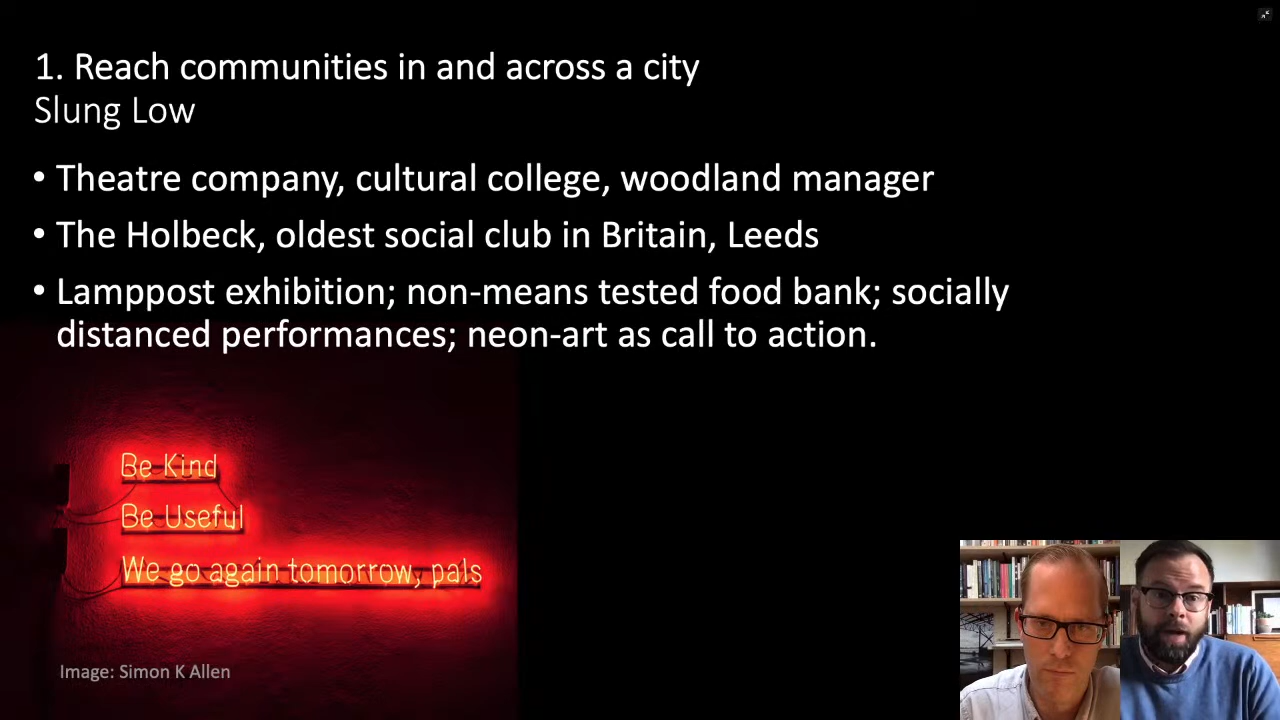 1. Reach communities in and across a city
Slung Low
• Theatre company, cultural college, woodland manager
• The Holbeck, oldest social club in Britain, Leeds
• Lamppost exhibition; non-means tested food bank; socially
distanced performances; neon-art as call to action.
Be Kind
Be Useful
We go again tomorrow, pals
Image: Simon K Allen